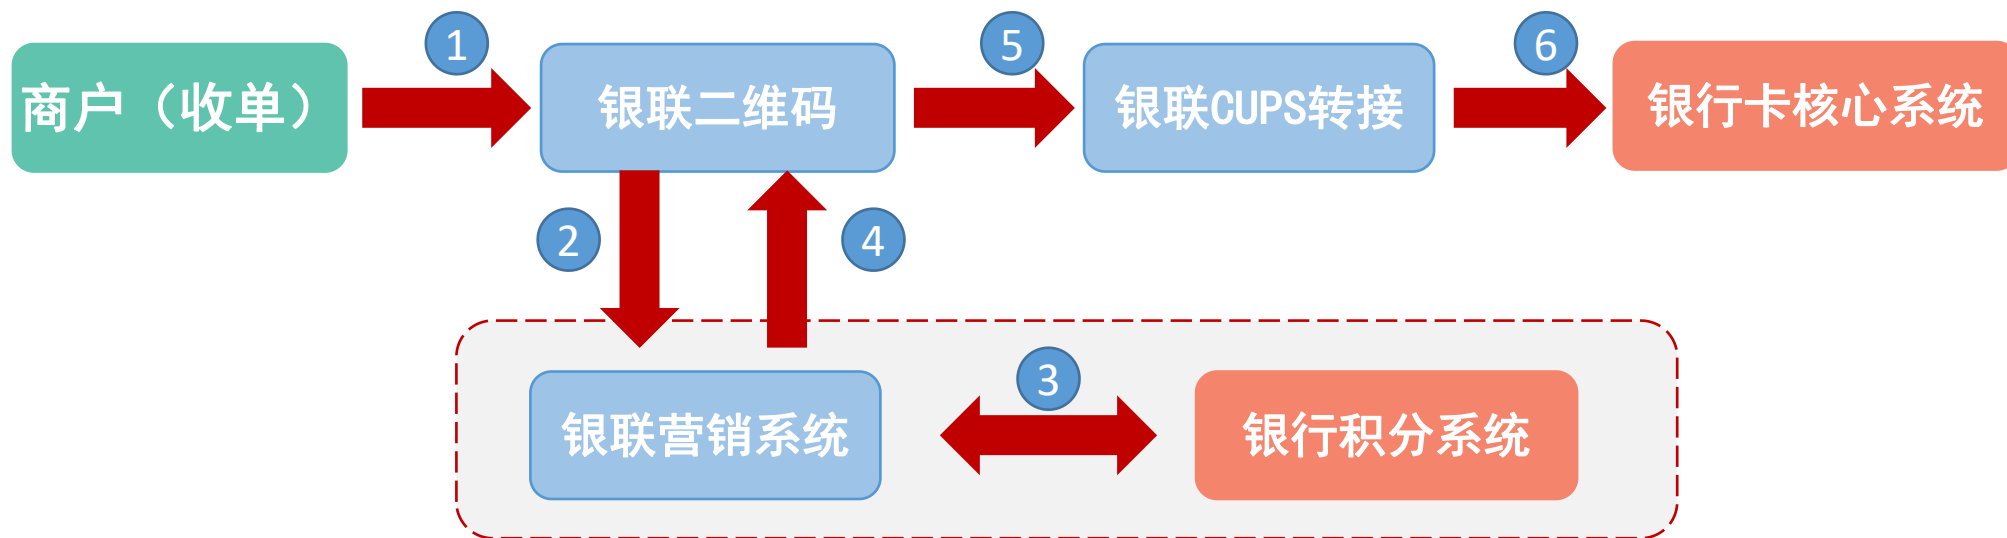 1
5
6
商户（收单）
银联二维码
银联CUPS转接
银行卡核心系统
2
4
3
银联营销系统
银行积分系统